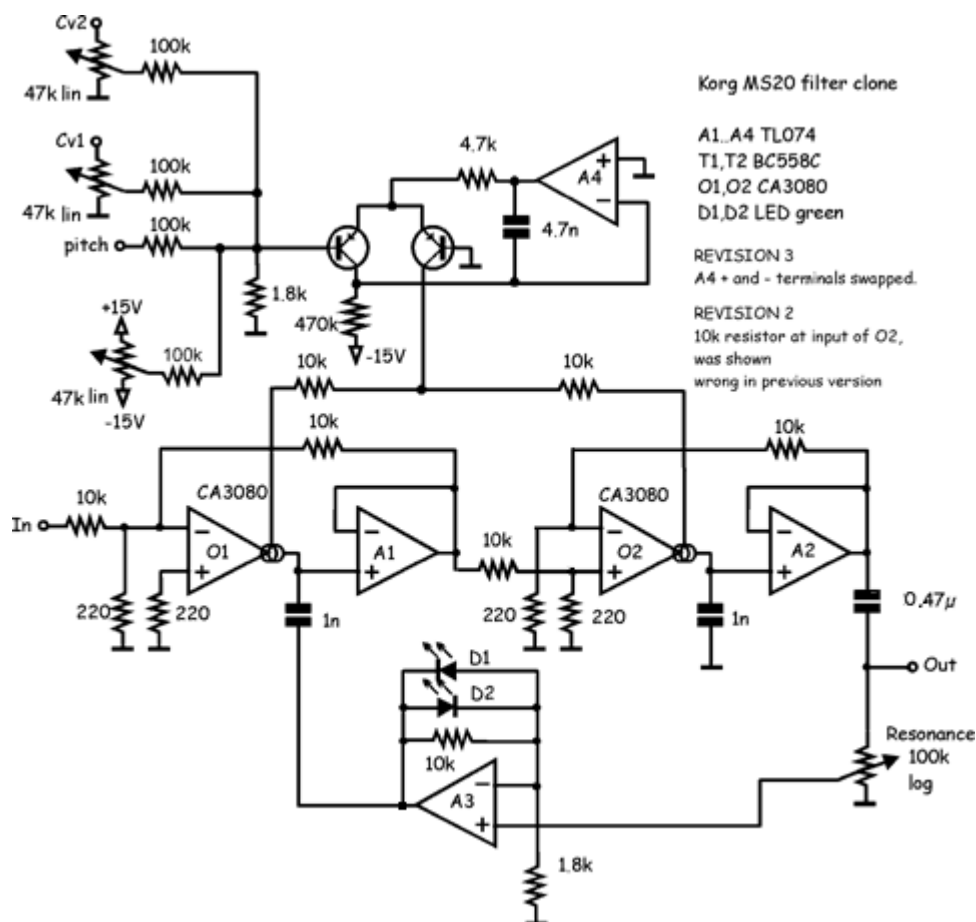 Cv2
100k
47k lin
Korg MS20 filter clone
Cv1
4.7k
A1..A4 TL074
T1,T2 BC558C
O1,O2 CA3080
D1,D2 LED green
+
A4
-
100k
47k lin
100k
pitch
4.7n
REVISION 3
A4 + and - terminals swapped.
1.8k
+15V
470k
REVISION 2
10k resistor at input of O2,
was shown
wrong in previous version
-15V
100k
47k lin
-15V
10k
10k
10k
10k
10k
CA3080
CA3080
In
-
O1
+
-
A1
+
10k
-
O2
+
-
A2
+
220
220
1n
220
220
1n
0.47µ
D1
Out
D2
Resonance
100k
log
10k
A3
-
+
1.8k